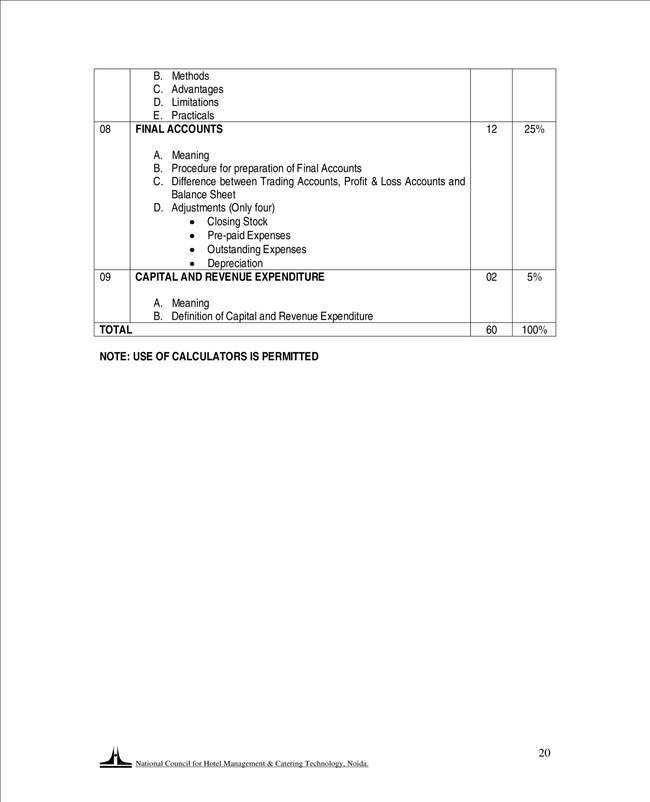 B. Methods
C. Advantages
D. Limitations
E. Practicals
08 FINAL ACCOUNTS 12 25%
A. Meaning
B. Procedure for preparation of Final Accounts
C. Difference between Trading Accounts, Profit & Loss Accounts and
Balance Sheet
D. Adjustments (Only four)
• Closing Stock
• Pre-paid Expenses
• Outstanding Expenses
• Depreciation
09 CAPITAL AND REVENUE EXPENDITURE 02 5%
A. Meaning
B. Definition of Capital and Revenue Expenditure
TOTAL 60 100%
NOTE: USE OF CALCULATORS IS PERMITTED
National Council for Hotel Management & Catering Technology, Noida.
20